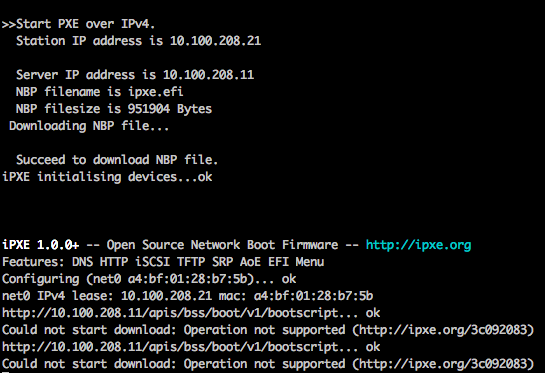 >>Start PXE over IPv4.
Station IP address is 10.100.208.21
Server IP address is 10.100.208.11
NBP filename is ipxe.efi
NBP filesize is 951904 Bytes
Downloading NBP file...
Succeed to download NBP file.
iPXE initialising devices...ok
iPXE 1.0.0+ -- Open Source Network Boot Firmware -- http://ipxe.org
Features: DNS HTTP iSCSI TFTP SRP AoE EFI Menu
Configuring (net0 a4:bf:01:28:b7:5b)... ok
net0 IPv4 lease: 10.100.208.21 mac: a4:bf:01:28:b7:5b
http://10.100.208.11/apis/bss/boot/v1/bootscript... ok
Could not start download: Operation not supported (http://ipxe.org/3c092083)
http://10.100.208.11/apis/bss/boot/v1/bootscript... ok
Could not start download: Operation not supported (http://ipxe.org/3c092083)